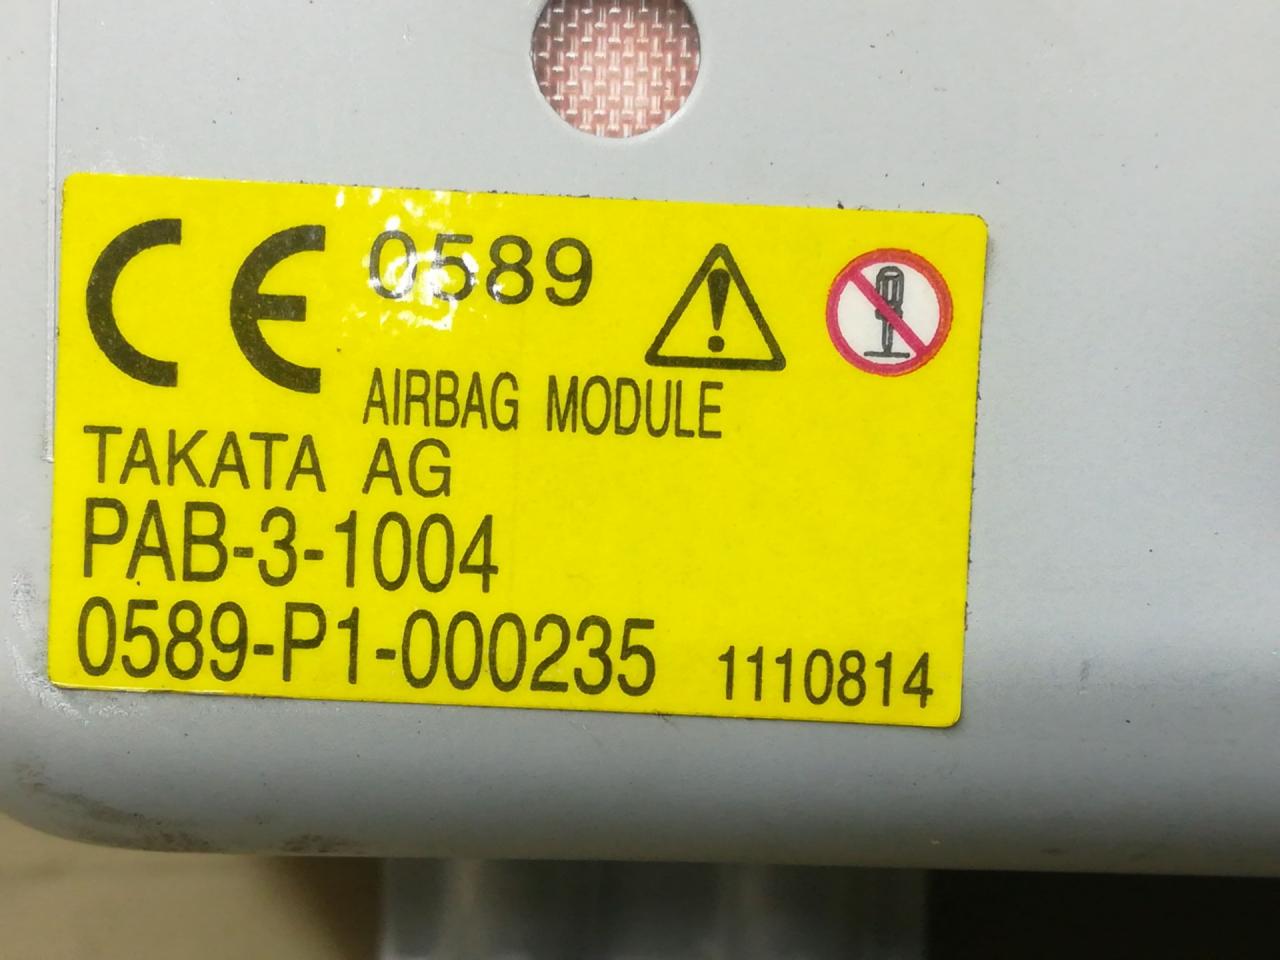 CE 0589
AIRBAG MODULE
TAKATA AG
PAB-3-1004
0589-P1-000235 1110814